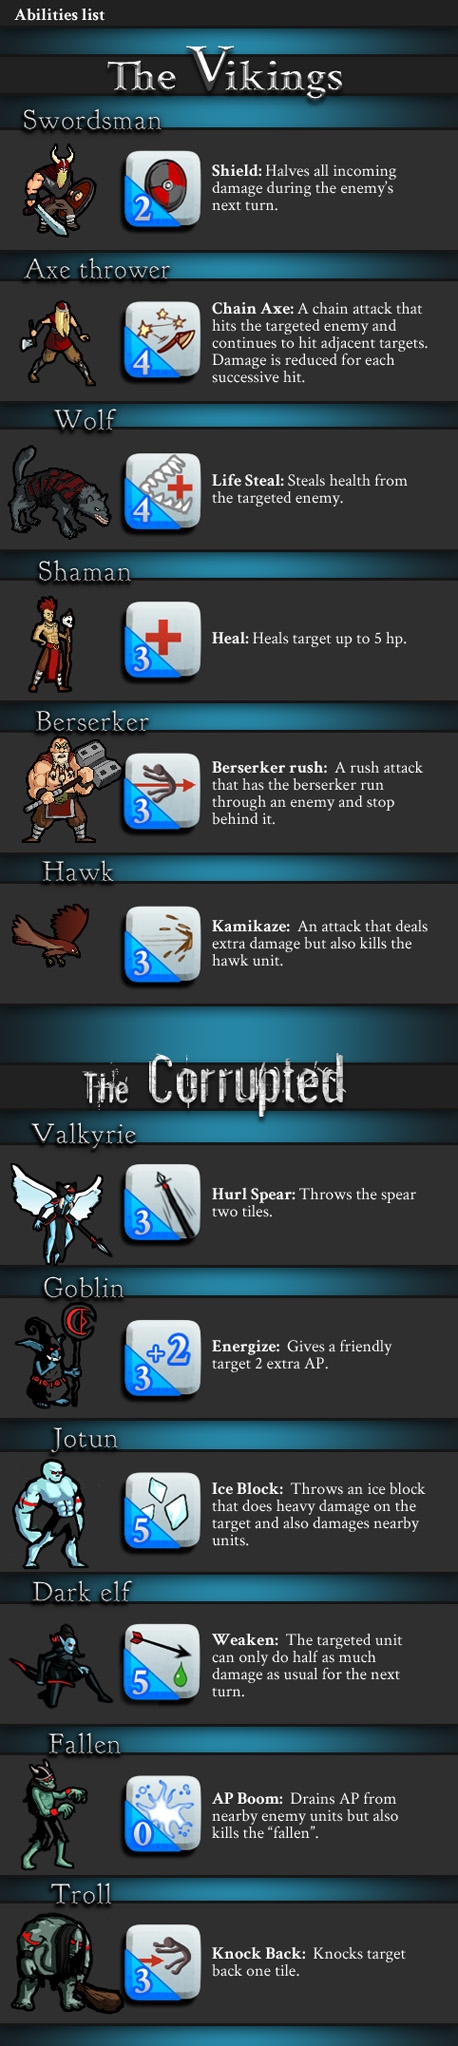 Abilities list
The Vikings
Swordsman
2
Shield: Halves all incoming
damage during the enemy's
next turn.
Axe thrower
4
Chain Axe: A chain attack that
hits the targeted enemy and
continues to hit adjacent targets.
Damage is reduced for each
successive hit.
Wolf
4
Life Steal: Steals health from
the targeted enemy.
Shaman
3
Heal: Heals target up to 5 hp.
Berserker
3
Berserker rush: A rush attack
that has the berserker run
through an enemy and stop
behind it.
Hawk
3
Kamikaze: An attack that deals
extra damage but also kills the
hawk unit.
The Corrupted
Valkyrie
3
Hurl Spear: Throws the spear
two tiles.
Goblin
+2
3
Energize: Gives a friendly
target 2 extra AP.
Jotun
5
Ice Block: Throws an ice block
that does heavy damage on the
target and also damages nearby
units.
Dark elf
5
Weaken: The targeted unit
can only do half as much
damage as usual for the next
turn.
Fallen
0
AP Boom: Drains AP from
nearby enemy units but also
kills the “fallen”.
Troll
3
Knock Back: Knocks target
back one tile.